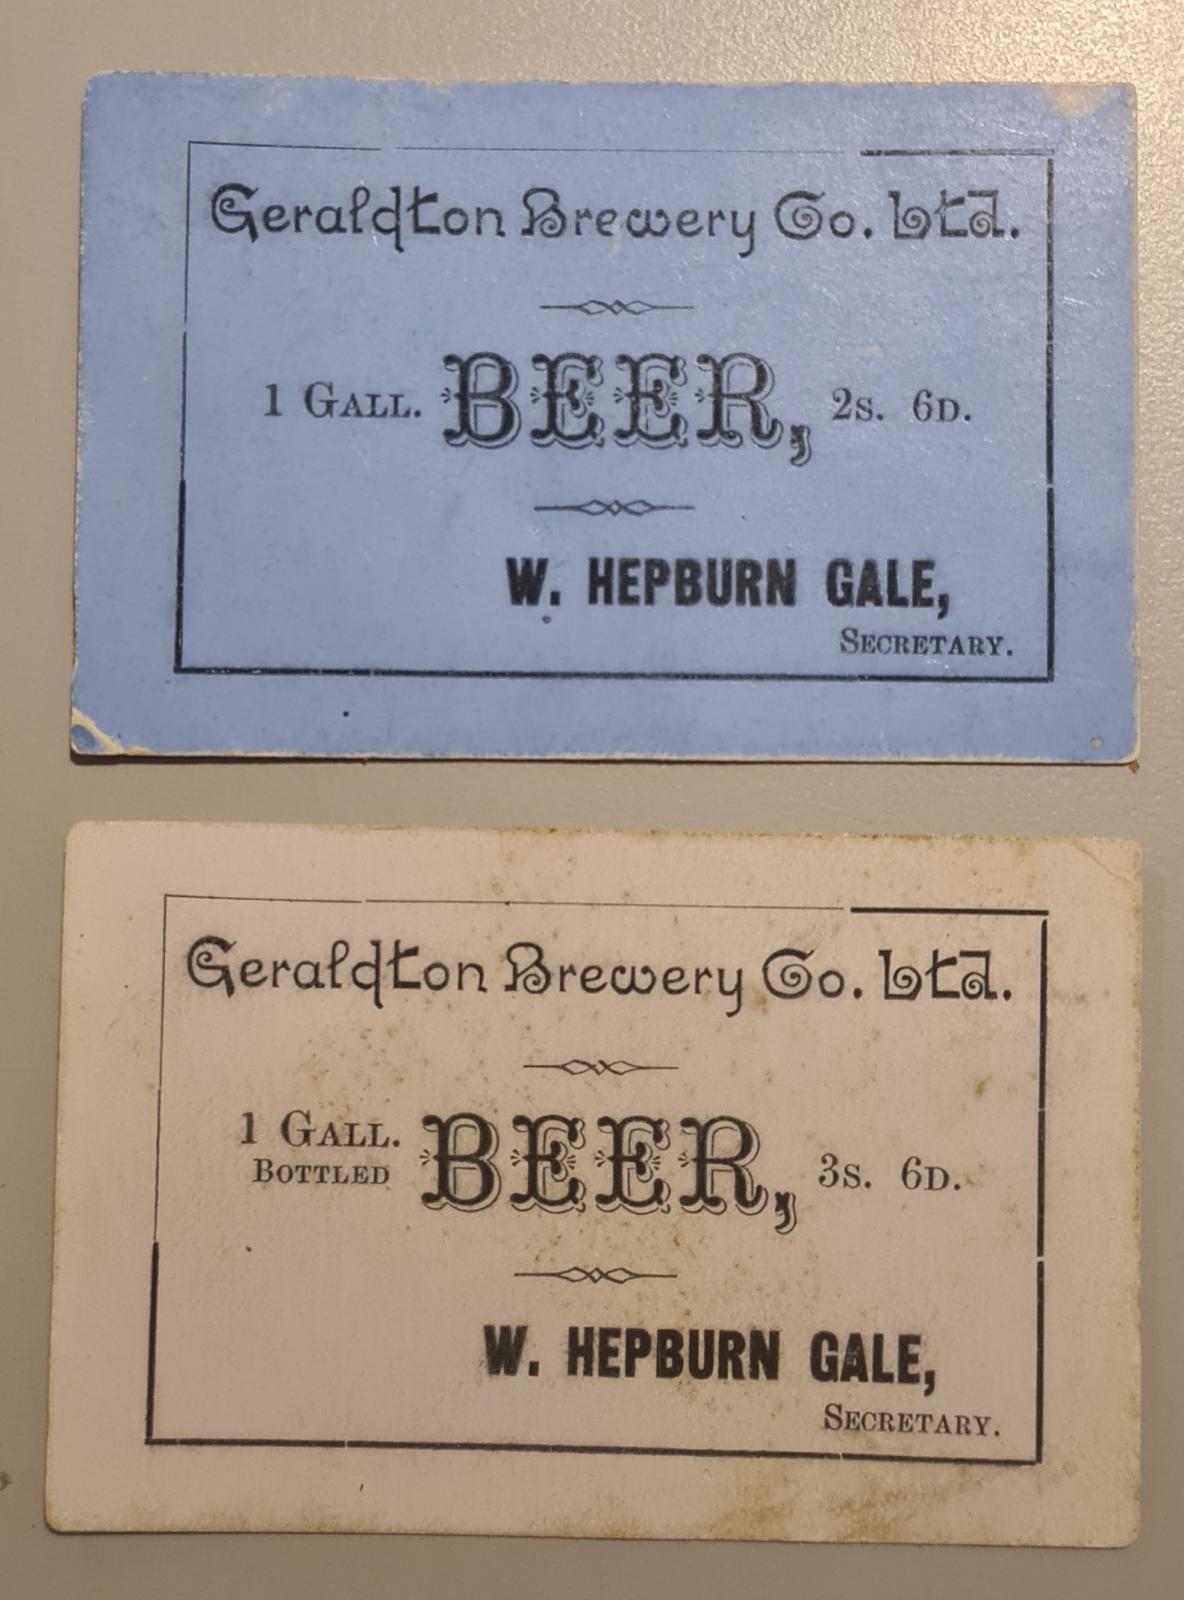 Geraldton Brewery Co. Ltd.
1 GALL. BEER, 2s. 6D.
W. HEPBURN GALE,
SECRETARY.
Geraldton Brewery Co. Ltd.
1 GALL. BOTTLED BEER, 3s. 6D.
W. HEPBURN GALE,
SECRETARY.